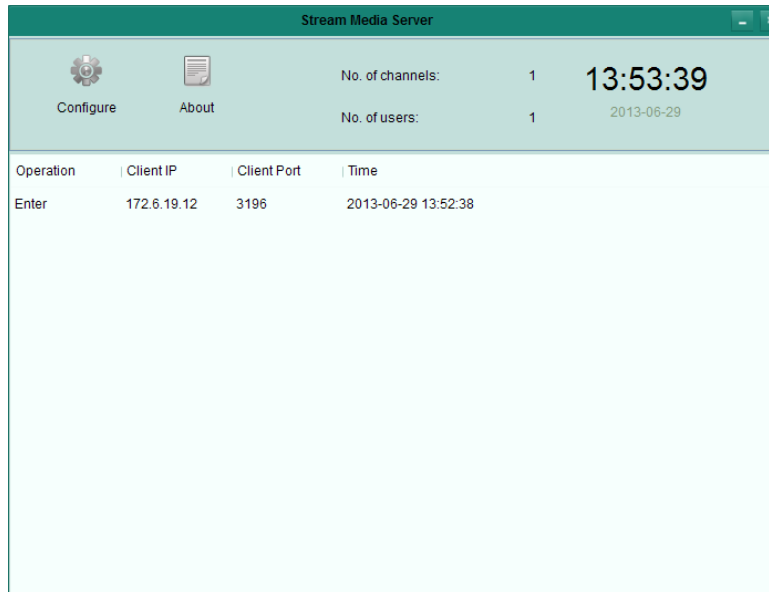 Stream Media Server
Configure
About
No. of channels: 1
No. of users: 1
13:53:39
2013-06-29
Operation Client IP Client Port Time
Enter 172.6.19.12 3196 2013-06-29 13:52:38